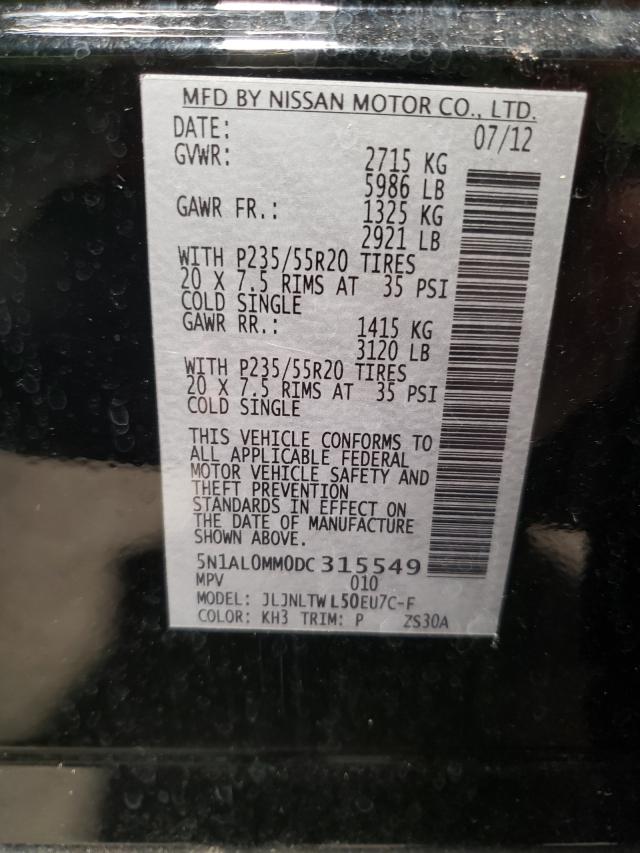 MFD BY NISSAN MOTOR CO., LTD.
DATE: 07/12
GVWR: 2715 KG
5986 LB
GAWR FR.: 1325 KG
2921 LB
WITH P235/55R20 TIRES
20 X 7.5 RIMS AT 35 PSI
COLD SINGLE
GAWR RR.: 1415 KG
3120 LB
WITH P235/55R20 TIRES
20 X 7.5 RIMS AT 35 PSI
COLD SINGLE
THIS VEHICLE CONFORMS TO
ALL APPLICABLE FEDERAL
MOTOR VEHICLE SAFETY AND
THEFT PREVENTION
STANDARDS IN EFFECT ON
THE DATE OF MANUFACTURE
SHOWN ABOVE.
5N1AL0MM0DC315549
MPV 010
MODEL: JLJNLTWL50EU7C-F
COLOR: KH3 TRIM: P ZS30A